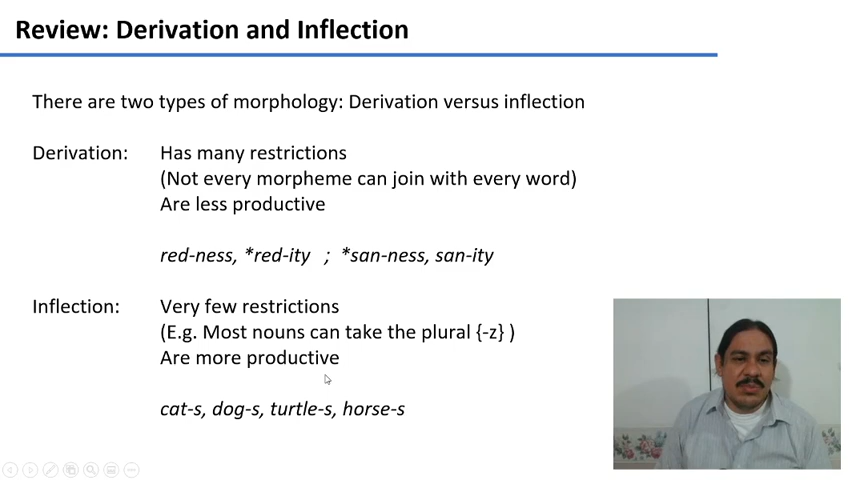 Review: Derivation and Inflection
There are two types of morphology: Derivation versus inflection
Derivation: Has many restrictions
(Not every morpheme can join with every word)
Are less productive
red-ness, *red-ity ; *san-ness, san-ity
Inflection: Very few restrictions
(E.g. Most nouns can take the plural {-z} )
Are more productive
cat-s, dog-s, turtle-s, horse-s